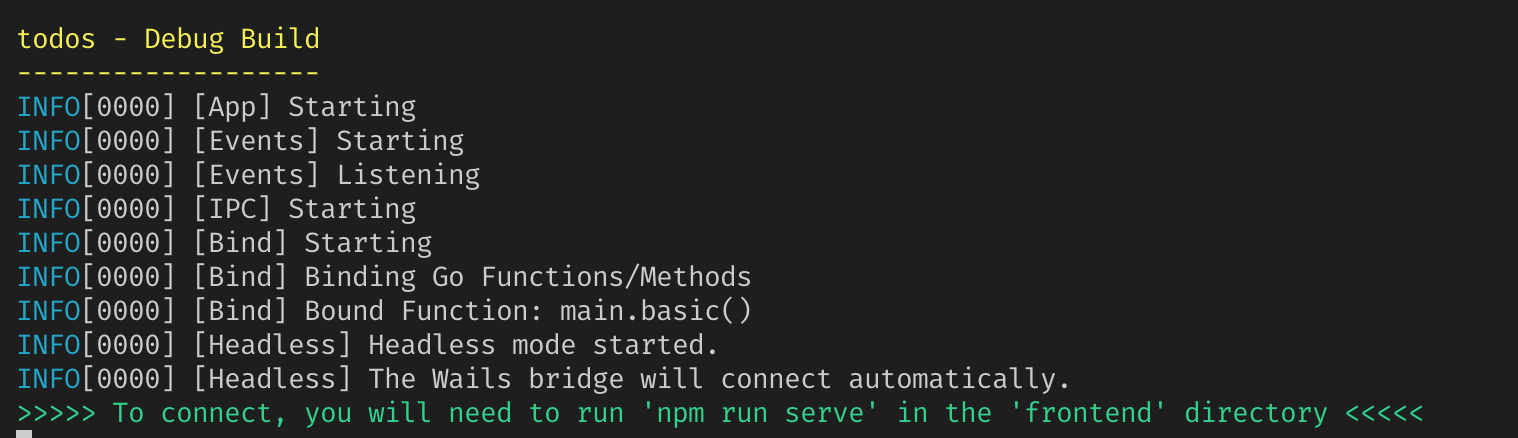 todos - Debug Build
-------------------
INFO[0000] [App] Starting
INFO[0000] [Events] Starting
INFO[0000] [Events] Listening
INFO[0000] [IPC] Starting
INFO[0000] [Bind] Starting
INFO[0000] [Bind] Binding Go Functions/Methods
INFO[0000] [Bind] Bound Function: main.basic()
INFO[0000] [Headless] Headless mode started.
INFO[0000] [Headless] The Wails bridge will connect automatically.
>>>>> To connect, you will need to run 'npm run serve' in the 'frontend' directory <<<<<